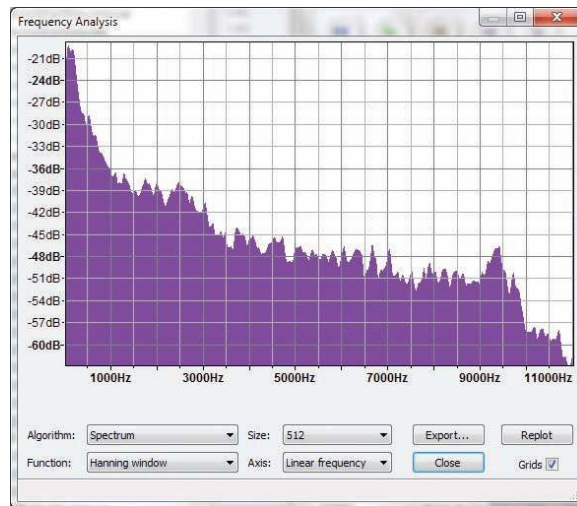 Frequency Analysis
-21dB
-24dB
-27dB
-30dB
-33dB
-36dB
-39dB
-42dB
-45dB
-48dB
-51dB
-54dB
-57dB
-60dB
1000Hz 3000Hz 5000Hz 7000Hz 9000Hz 11000Hz
Algorithm: Spectrum Size: 512 Export... Replot
Function: Hanning window Axis: Linear frequency Close Grids